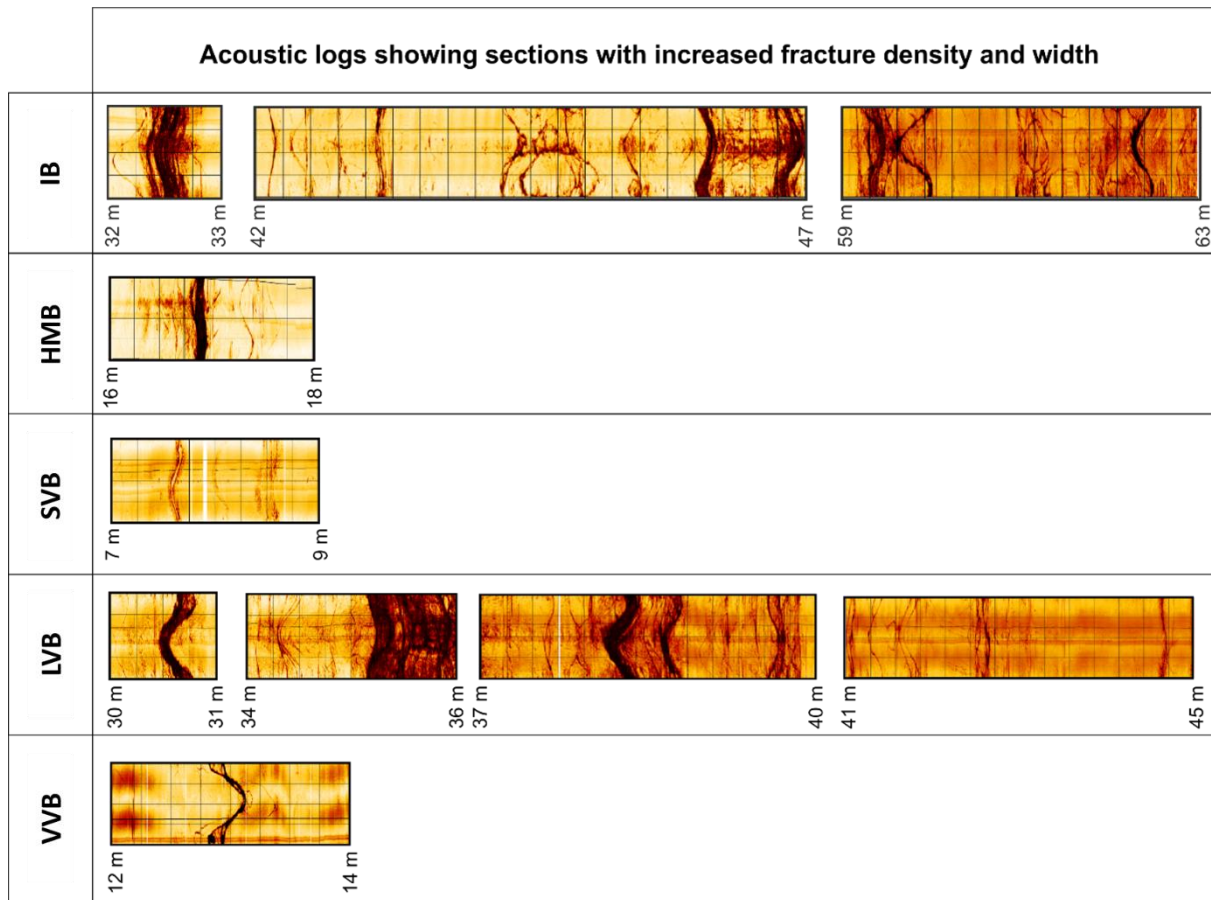 Acoustic logs showing sections with increased fracture density and width
IB
32 m
33 m
42 m
47 m
59 m
63 m
HMB
16 m
18 m
SVB
7 m
9 m
LVB
30 m
31 m
34 m
36 m
37 m
40 m
41 m
45 m
VVB
12 m
14 m